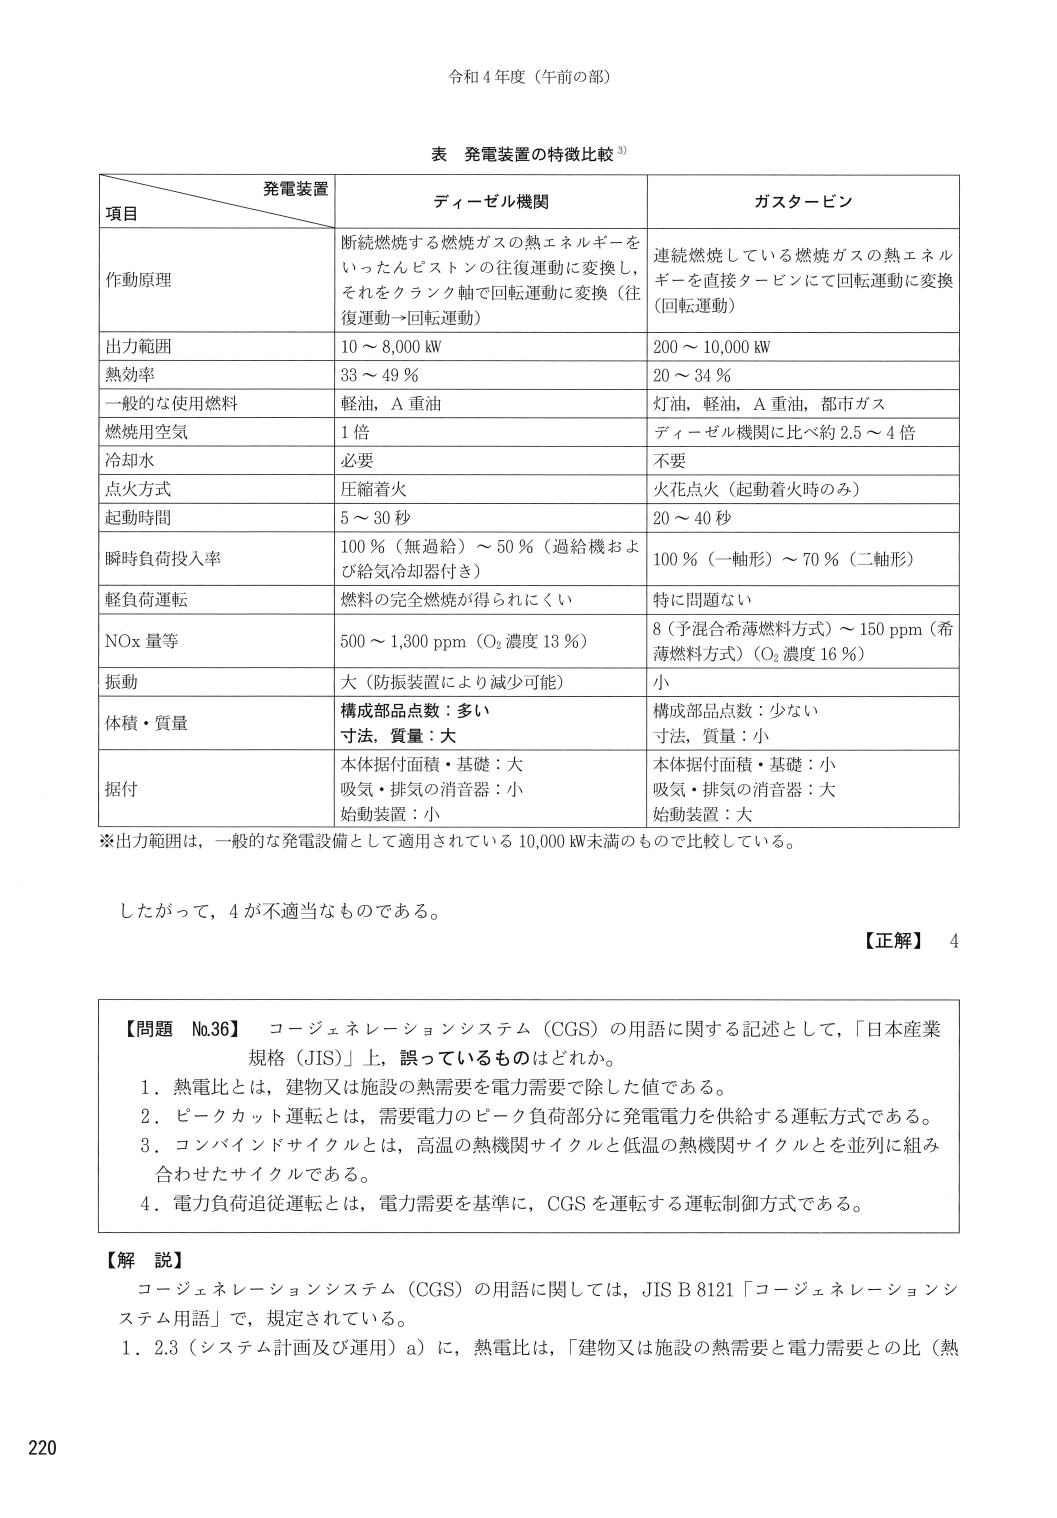 令和4年度（午前の部）
表　発電装置の特徴比較 3)
発電装置
項目
ディーゼル機関
ガスタービン
作動原理
断続燃焼する燃焼ガスの熱エネルギーを
いったんピストンの往復運動に変換し，
それをクランク軸で回転運動に変換（往
復運動→回転運動）
連続燃焼している燃焼ガスの熱エネル
ギーを直接タービンにて回転運動に変換
（回転運動）
出力範囲
10～8,000 kW
200～10,000 kW
熱効率
33～49 %
20～34 %
一般的な使用燃料
軽油，A 重油
灯油，軽油，A 重油，都市ガス
燃焼用空気
1 倍
ディーゼル機関に比べ約 2.5～4 倍
冷却水
必要
不要
点火方式
圧縮着火
火花点火（起動着火時のみ）
起動時間
5～30 秒
20～40 秒
瞬時負荷投入率
100 %（無過給）～50 %（過給機およ
び給気冷却器付き）
100 %（一軸形）～70 %（二軸形）
軽負荷運転
燃料の完全燃焼が得られにくい
特に問題ない
NOx 量等
500～1,300 ppm（O₂ 濃度 13 %）
8（予混合希薄燃料方式）～150 ppm（希
薄燃料方式）（O₂ 濃度 16 %）
振動
大（防振装置により減少可能）
小
体積・質量
構成部品点数：多い
寸法，質量：大
構成部品点数：少ない
寸法，質量：小
据付
本体据付面積・基礎：大
吸気・排気の消音器：小
始動装置：小
本体据付面積・基礎：小
吸気・排気の消音器：大
始動装置：大
※出力範囲は，一般的な発電設備として適用されている 10,000 kW未満のもので比較している。
したがって，4 が不適当なものである。
【正解】　4
【問題　No.36】　コージェネレーションシステム（CGS）の用語に関する記述として，「日本産業
規格（JIS）」上，誤っているものはどれか。
1．熱電比とは，建物又は施設の熱需要を電力需要で除した値である。
2．ピークカット運転とは，需要電力のピーク負荷部分に発電電力を供給する運転方式である。
3．コンバインドサイクルとは，高温の熱機関サイクルと低温の熱機関サイクルとを並列に組み
合わせたサイクルである。
4．電力負荷追従運転とは，電力需要を基準に，CGS を運転する運転制御方式である。
【解　説】
コージェネレーションシステム（CGS）の用語に関しては，JIS B 8121「コージェネレーションシ
ステム用語」で，規定されている。
1．2.3（システム計画及び運用）a）に，熱電比は，「建物又は施設の熱需要と電力需要との比（熱
220